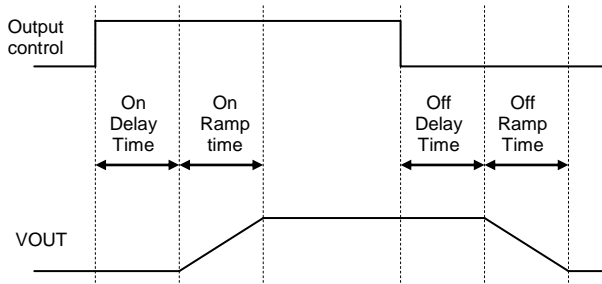 Output
control
On
Delay
Time
On
Ramp
time
Off
Delay
Time
Off
Ramp
Time
VOUT